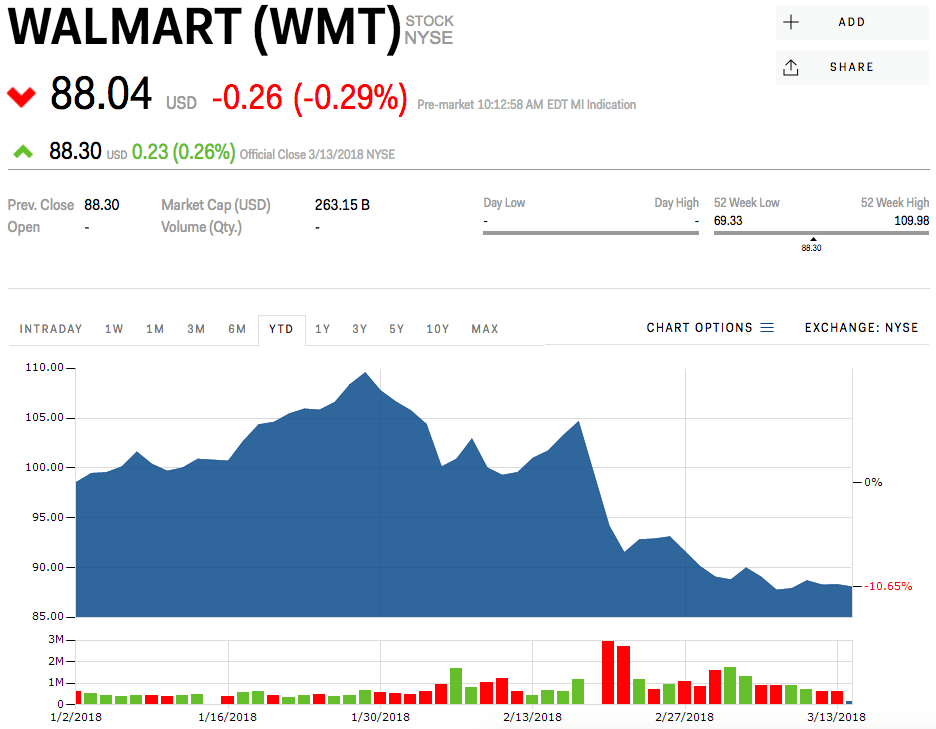 WALMART (WMT) STOCK NYSE
ADD
SHARE
88.04 USD -0.26 (-0.29%) Pre-market 10:12:58 AM EDT MI Indication
88.30 USD 0.23 (0.26%) Official Close 3/13/2018 NYSE
Prev. Close 88.30 Market Cap (USD) 263.15 B Day Low Day High 52 Week Low 52 Week High
Open - Volume (Qty.) - - - 69.33 109.98
88.30
INTRADAY 1W 1M 3M 6M YTD 1Y 3Y 5Y 10Y MAX CHART OPTIONS EXCHANGE: NYSE
110.00
105.00
100.00
0%
95.00
90.00
-10.65%
85.00
3M
2M
1M
0
1/2/2018 1/16/2018 1/30/2018 2/13/2018 2/27/2018 3/13/2018